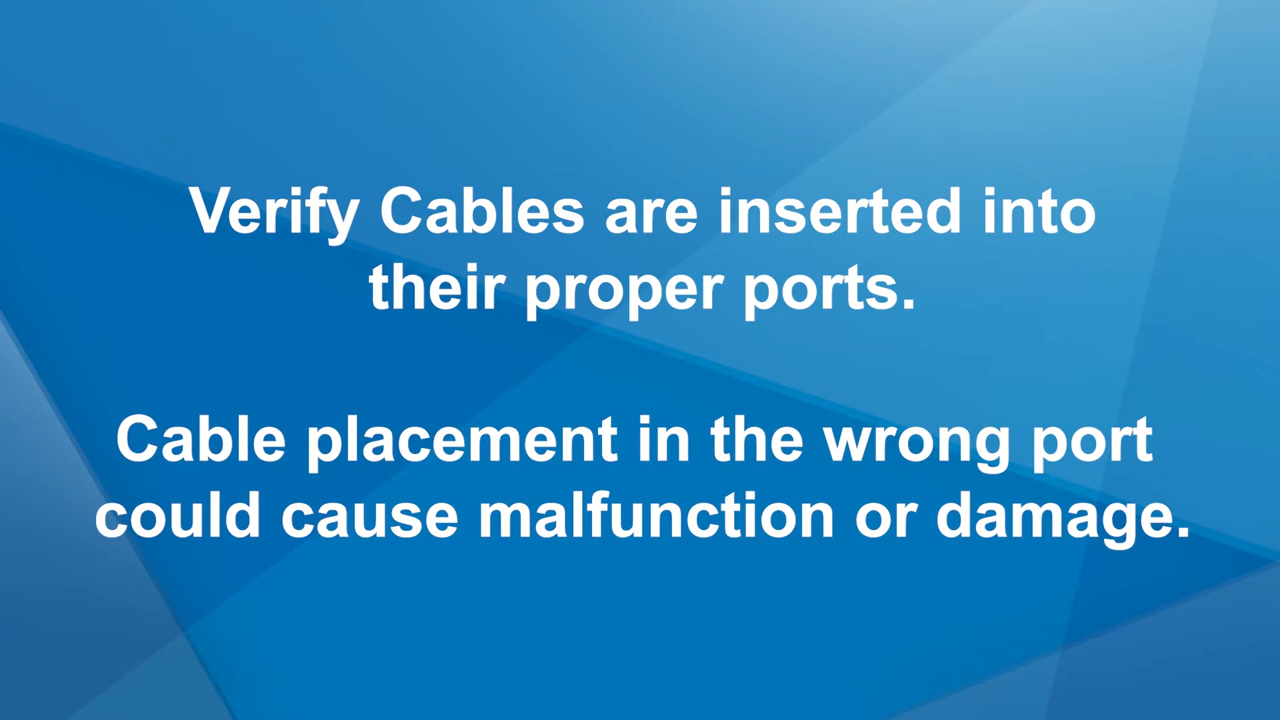 Verify Cables are inserted into
their proper ports.
Cable placement in the wrong port
could cause malfunction or damage.